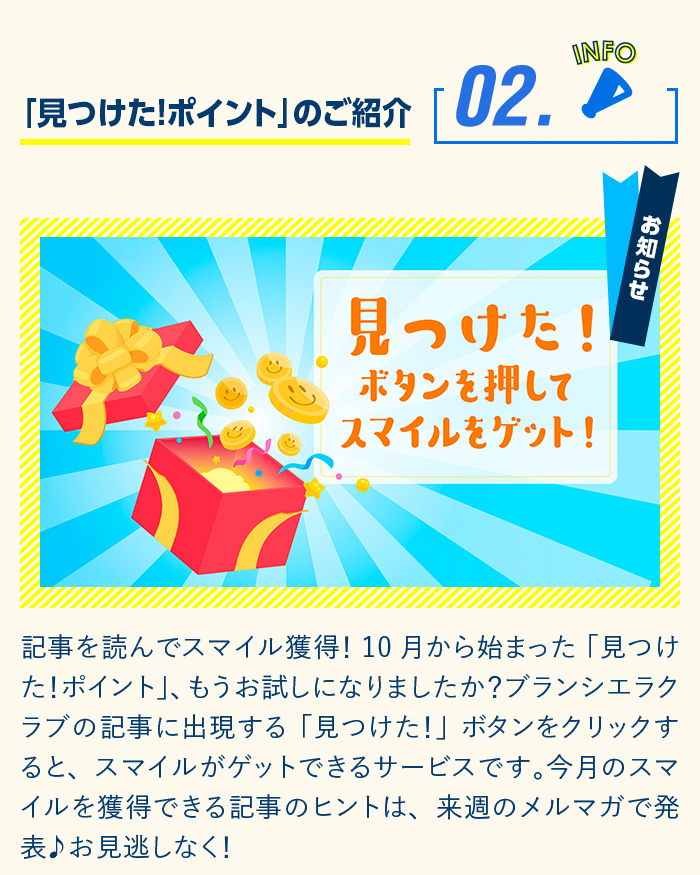 INFO
「見つけた!ポイント」のご紹介
02.
お知らせ
見つけた!
ボタンを押して
スマイルをゲット!
記事を読んでスマイル獲得! 10月から始まった「見つけ
た!ポイント」、もうお試しになりましたか?ブランシエラク
ラブの記事に出現する「見つけた!」ボタンをクリックす
ると、スマイルがゲットできるサービスです。今月のスマ
イルを獲得できる記事のヒントは、来週のメルマガで発
表♪お見逃しなく!